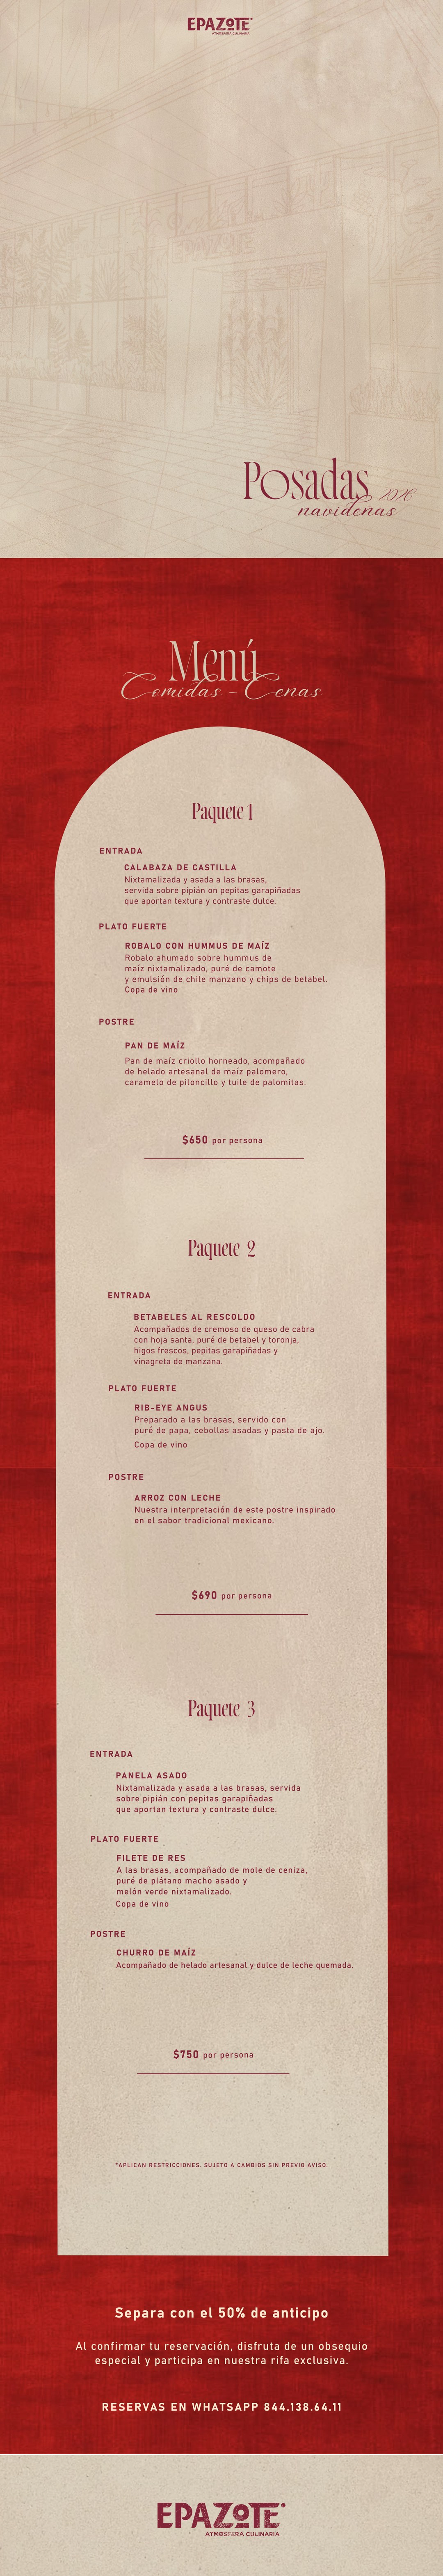 EPAZOTE
ATMÓSFERA CULINARIA
EPAZOTE
Posadas 2026
navideñas
Menú
Comidas - Cenas
Paquete 1
ENTRADA
CALABAZA DE CASTILLA
Nixtamalizada y asada a las brasas,
servida sobre pipián on pepitas garapiñadas
que aportan textura y contraste dulce.
PLATO FUERTE
ROBALO CON HUMMUS DE MAÍZ
Robalo ahumado sobre hummus de
maíz nixtamalizado, puré de camote
y emulsión de chile manzano y chips de betabel.
Copa de vino
POSTRE
PAN DE MAÍZ
Pan de maíz criollo horneado, acompañado
de helado artesanal de maíz palomero,
caramelo de piloncillo y tuile de palomitas.
$650 por persona
Paquete 2
ENTRADA
BETABELES AL RESCOLDO
Acompañados de cremoso de queso de cabra
con hoja santa, puré de betabel y toronja,
higos frescos, pepitas garapiñadas y
vinagreta de manzana.
PLATO FUERTE
RIB-EYE ANGUS
Preparado a las brasas, servido con
puré de papa, cebollas asadas y pasta de ajo.
Copa de vino
POSTRE
ARROZ CON LECHE
Nuestra interpretación de este postre inspirado
en el sabor tradicional mexicano.
$690 por persona
Paquete 3
ENTRADA
PANELA ASADO
Nixtamalizada y asada a las brasas, servida
sobre pipián con pepitas garapiñadas
que aportan textura y contraste dulce.
PLATO FUERTE
FILETE DE RES
A las brasas, acompañado de mole de ceniza,
puré de plátano macho asado y
melón verde nixtamalizado.
Copa de vino
POSTRE
CHURRO DE MAÍZ
Acompañado de helado artesanal y dulce de leche quemada.
$750 por persona
*APLICAN RESTRICCIONES. SUJETO A CAMBIOS SIN PREVIO AVISO.
Separa con el 50% de anticipo
Al confirmar tu reservación, disfruta de un obsequio
especial y participa en nuestra rifa exclusiva.
RESERVAS EN WHATSAPP 844.138.64.11
EPAZOTE
ATMÓSFERA CULINARIA